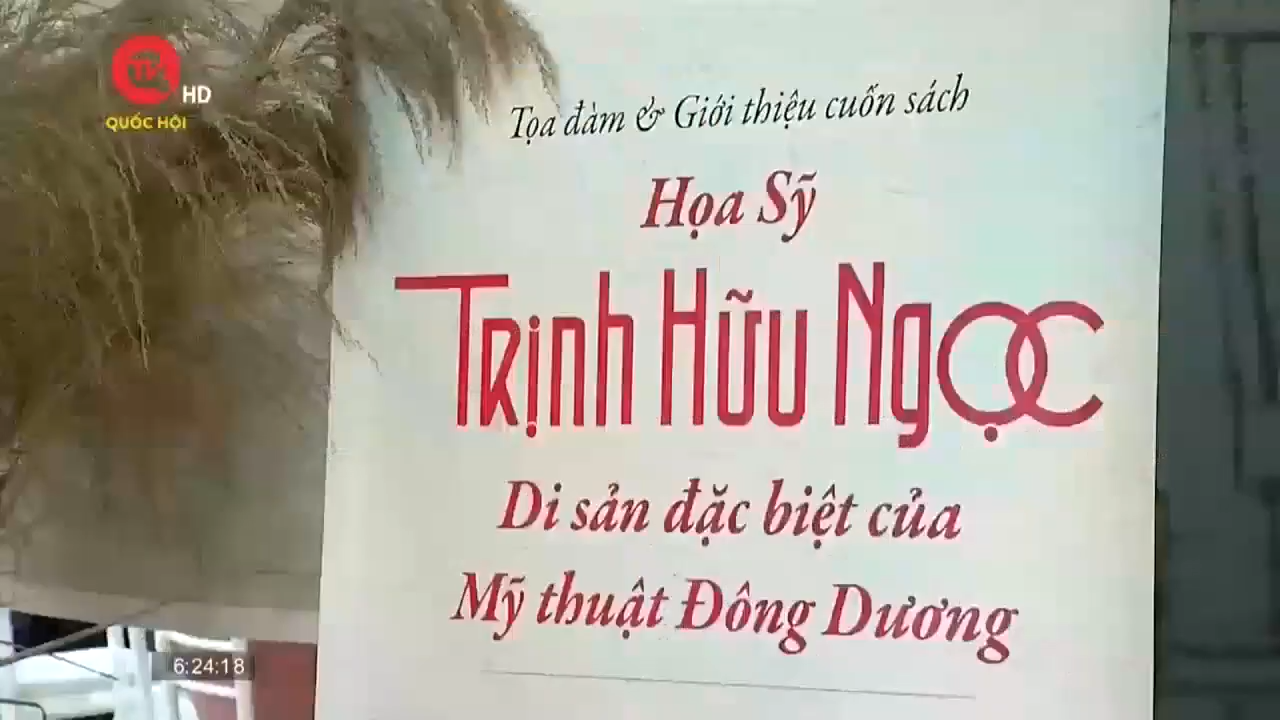 HD
QUỐC HỘI
Tọa đàm & Giới thiệu cuốn sách
Họa Sỹ
Trịnh Hữu Ngọc
Di sản đặc biệt của
Mỹ thuật Đông Dương
6:24:18